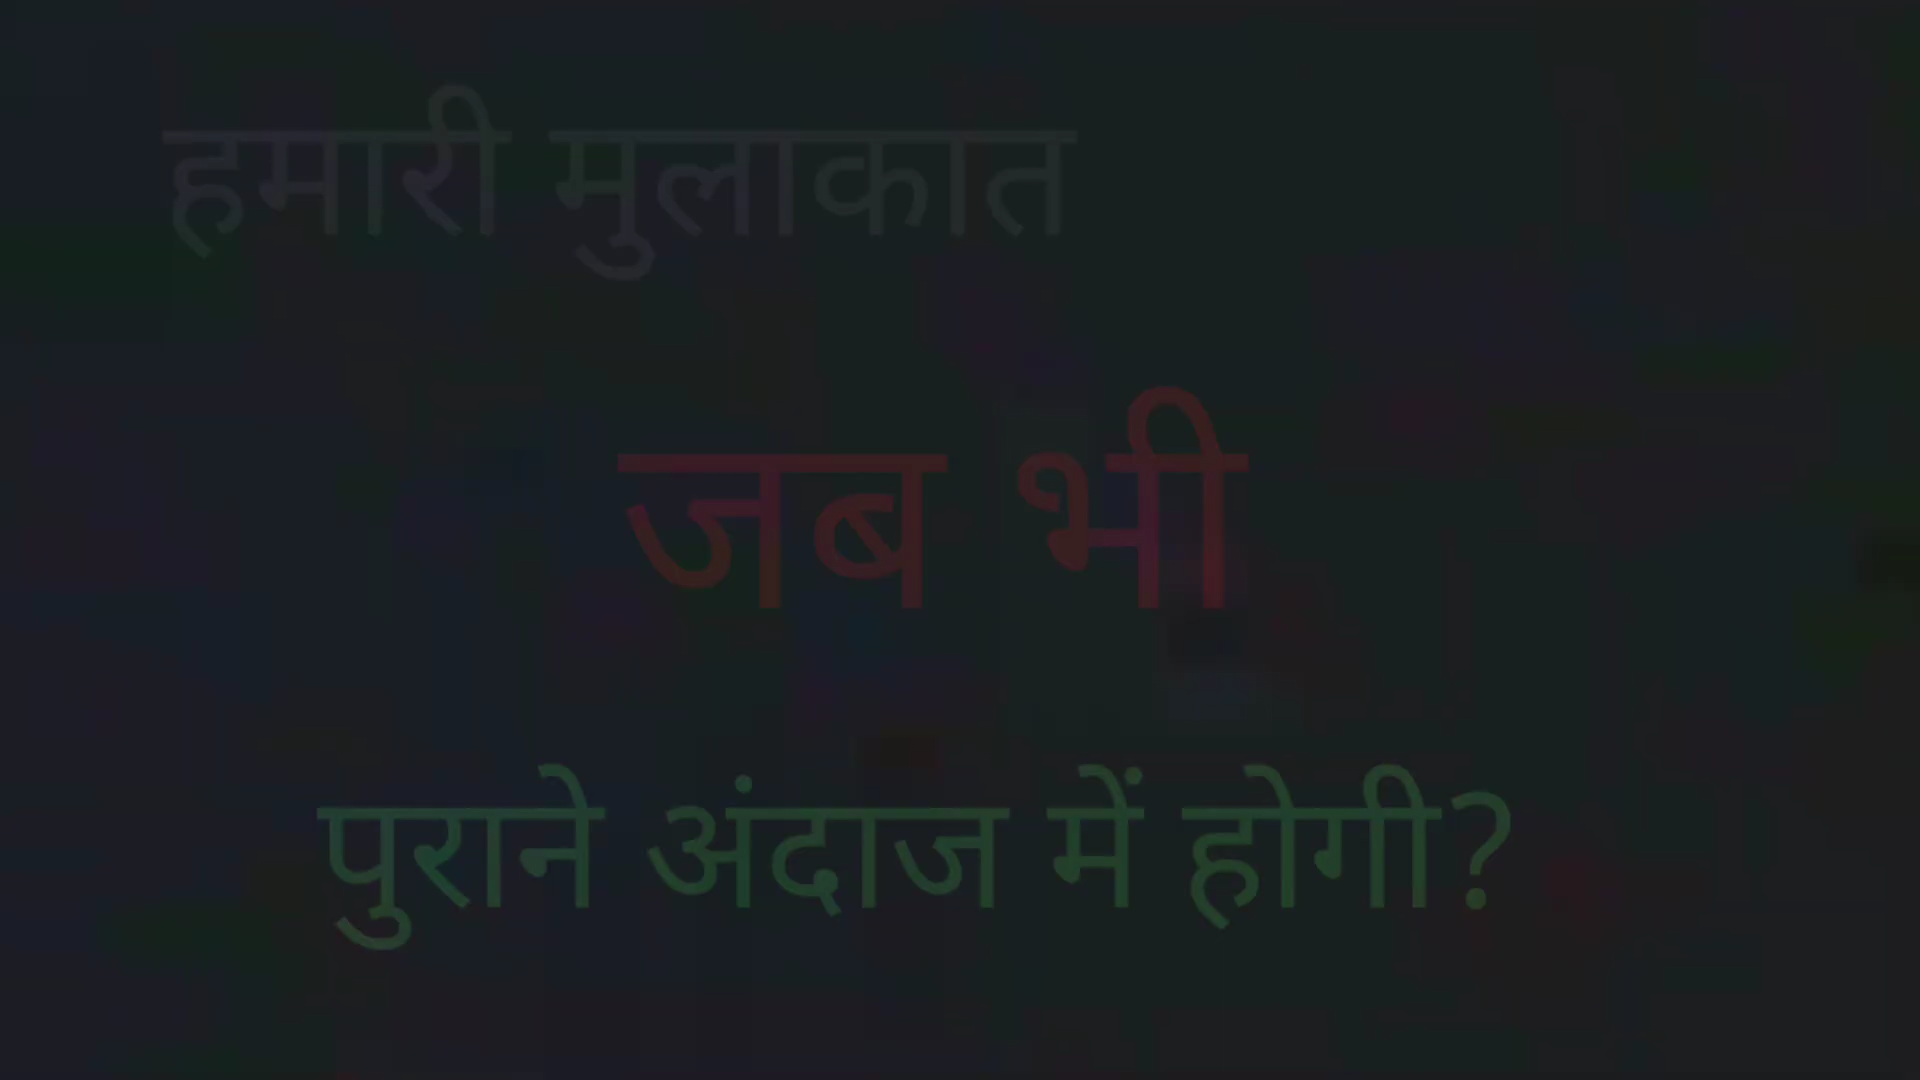 हमारी मुलाकात
जब भी
पुराने अंदाज में होगी?